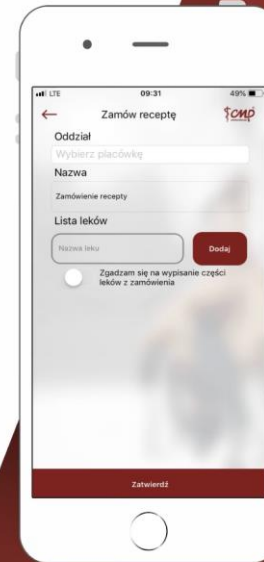 LTE 09:31 49%
Zamów receptę CMP
Oddział
Wybierz placówkę
Nazwa
Zamówienie recepty
Lista leków
Nazwa leku Dodaj
Zgadzam się na wypisanie części
leków z zamówienia
Zatwierdź